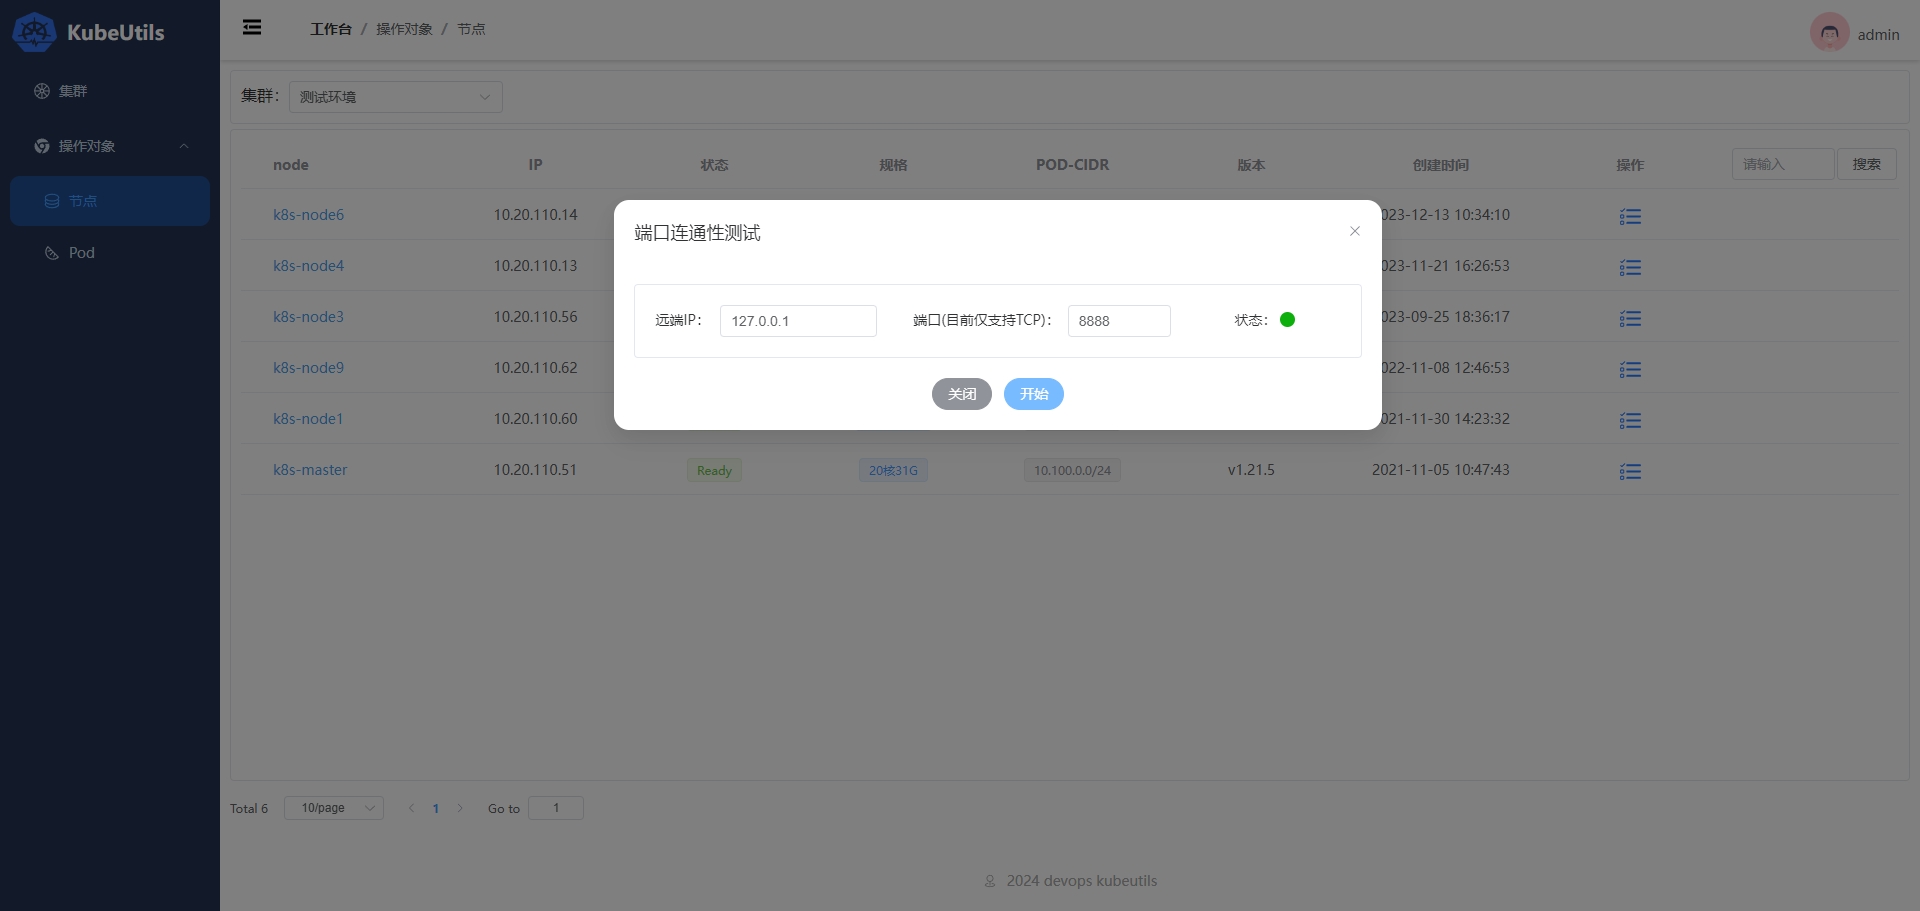 KubeUtils
工作台 / 操作对象 / 节点
admin
集群
操作对象
节点
Pod
集群： 测试环境
node IP 状态 规格 POD-CIDR 版本 创建时间 操作 请输入 搜索
k8s-node6 10.20.110.14 023-12-13 10:34:10
k8s-node4 10.20.110.13 023-11-21 16:26:53
k8s-node3 10.20.110.56 023-09-25 18:36:17
k8s-node9 10.20.110.62 022-11-08 12:46:53
k8s-node1 10.20.110.60 021-11-30 14:23:32
k8s-master 10.20.110.51 Ready 20核31G 10.100.0.0/24 v1.21.5 2021-11-05 10:47:43
端口连通性测试
远端IP： 127.0.0.1 端口(目前仅支持TCP)： 8888 状态：
关闭 开始
Total 6 10/page 1 Go to 1
2024 devops kubeutils